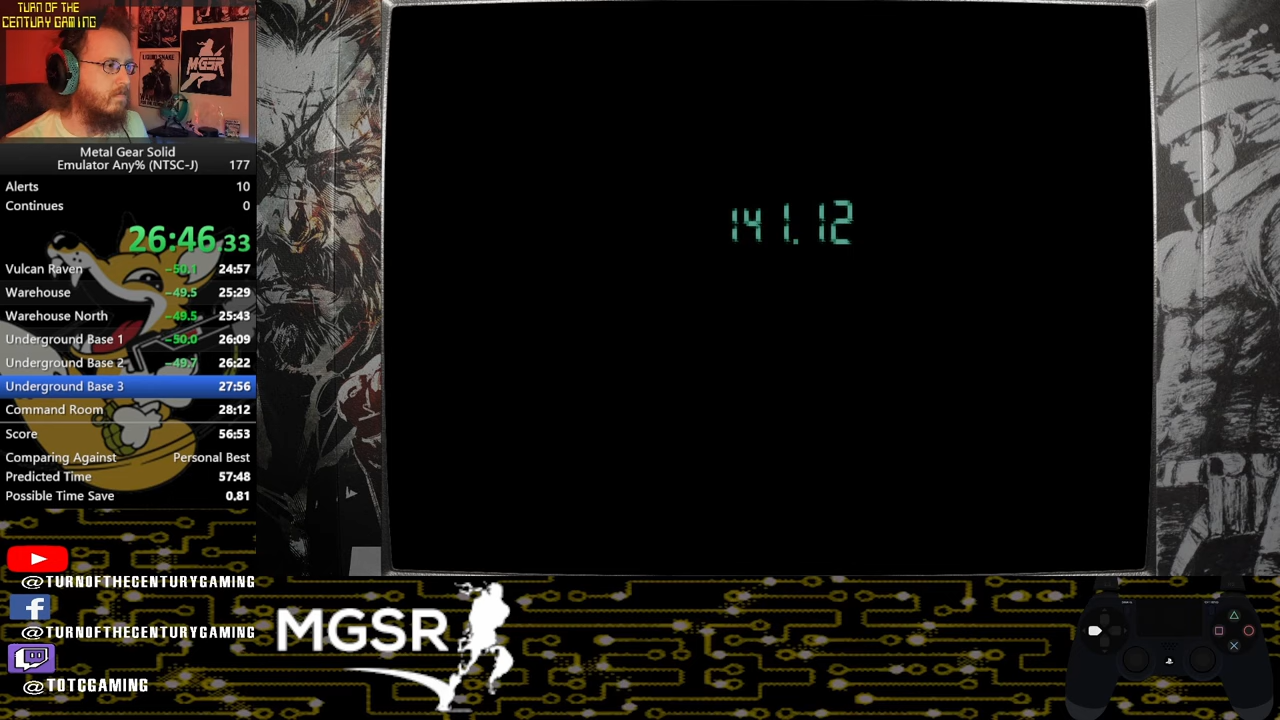 TURN OF THE
CENTURY GAMING
LIQUID SNAKE
MGSR
Metal Gear Solid
Emulator Any% (NTSC-J) 177
Alerts 10
Continues 0
26:46.33
Vulcan Raven -50.1 24:57
Warehouse -49.5 25:29
Warehouse North -49.5 25:43
Underground Base 1 -50.0 26:09
Underground Base 2 -49.7 26:22
Underground Base 3 27:56
Command Room 28:12
Score 56:53
Comparing Against Personal Best
Predicted Time 57:48
Possible Time Save 0.81
141.12
@TURNOFTHECENTURYGAMING
@TURNOFTHECENTURYGAMING
@TOTCGAMING
MGSR